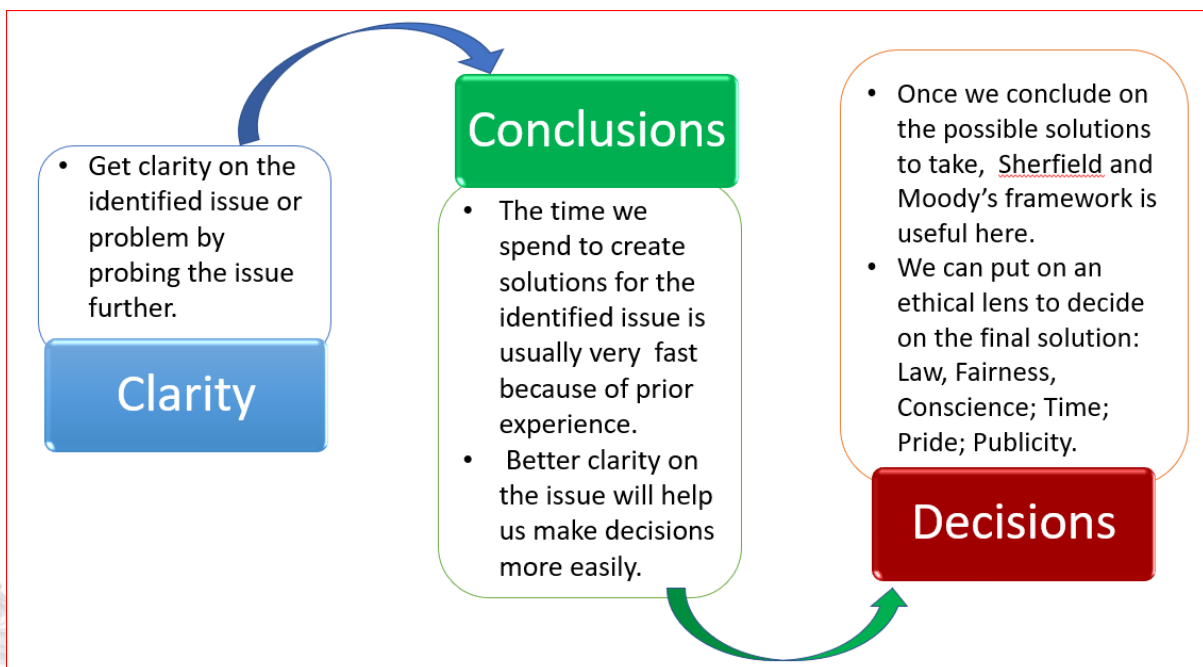 • Get clarity on the
identified issue or
problem by
probing the issue
further.
Clarity
Conclusions
• The time we
spend to create
solutions for the
identified issue is
usually very  fast
because of prior
experience.
•  Better clarity on
the issue will help
us make decisions
more easily.
• Once we conclude on
the possible solutions
to take,  Sherfield and
Moody’s framework is
useful here.
• We can put on an
ethical lens to decide
on the final solution:
Law, Fairness,
Conscience; Time;
Pride; Publicity.
Decisions